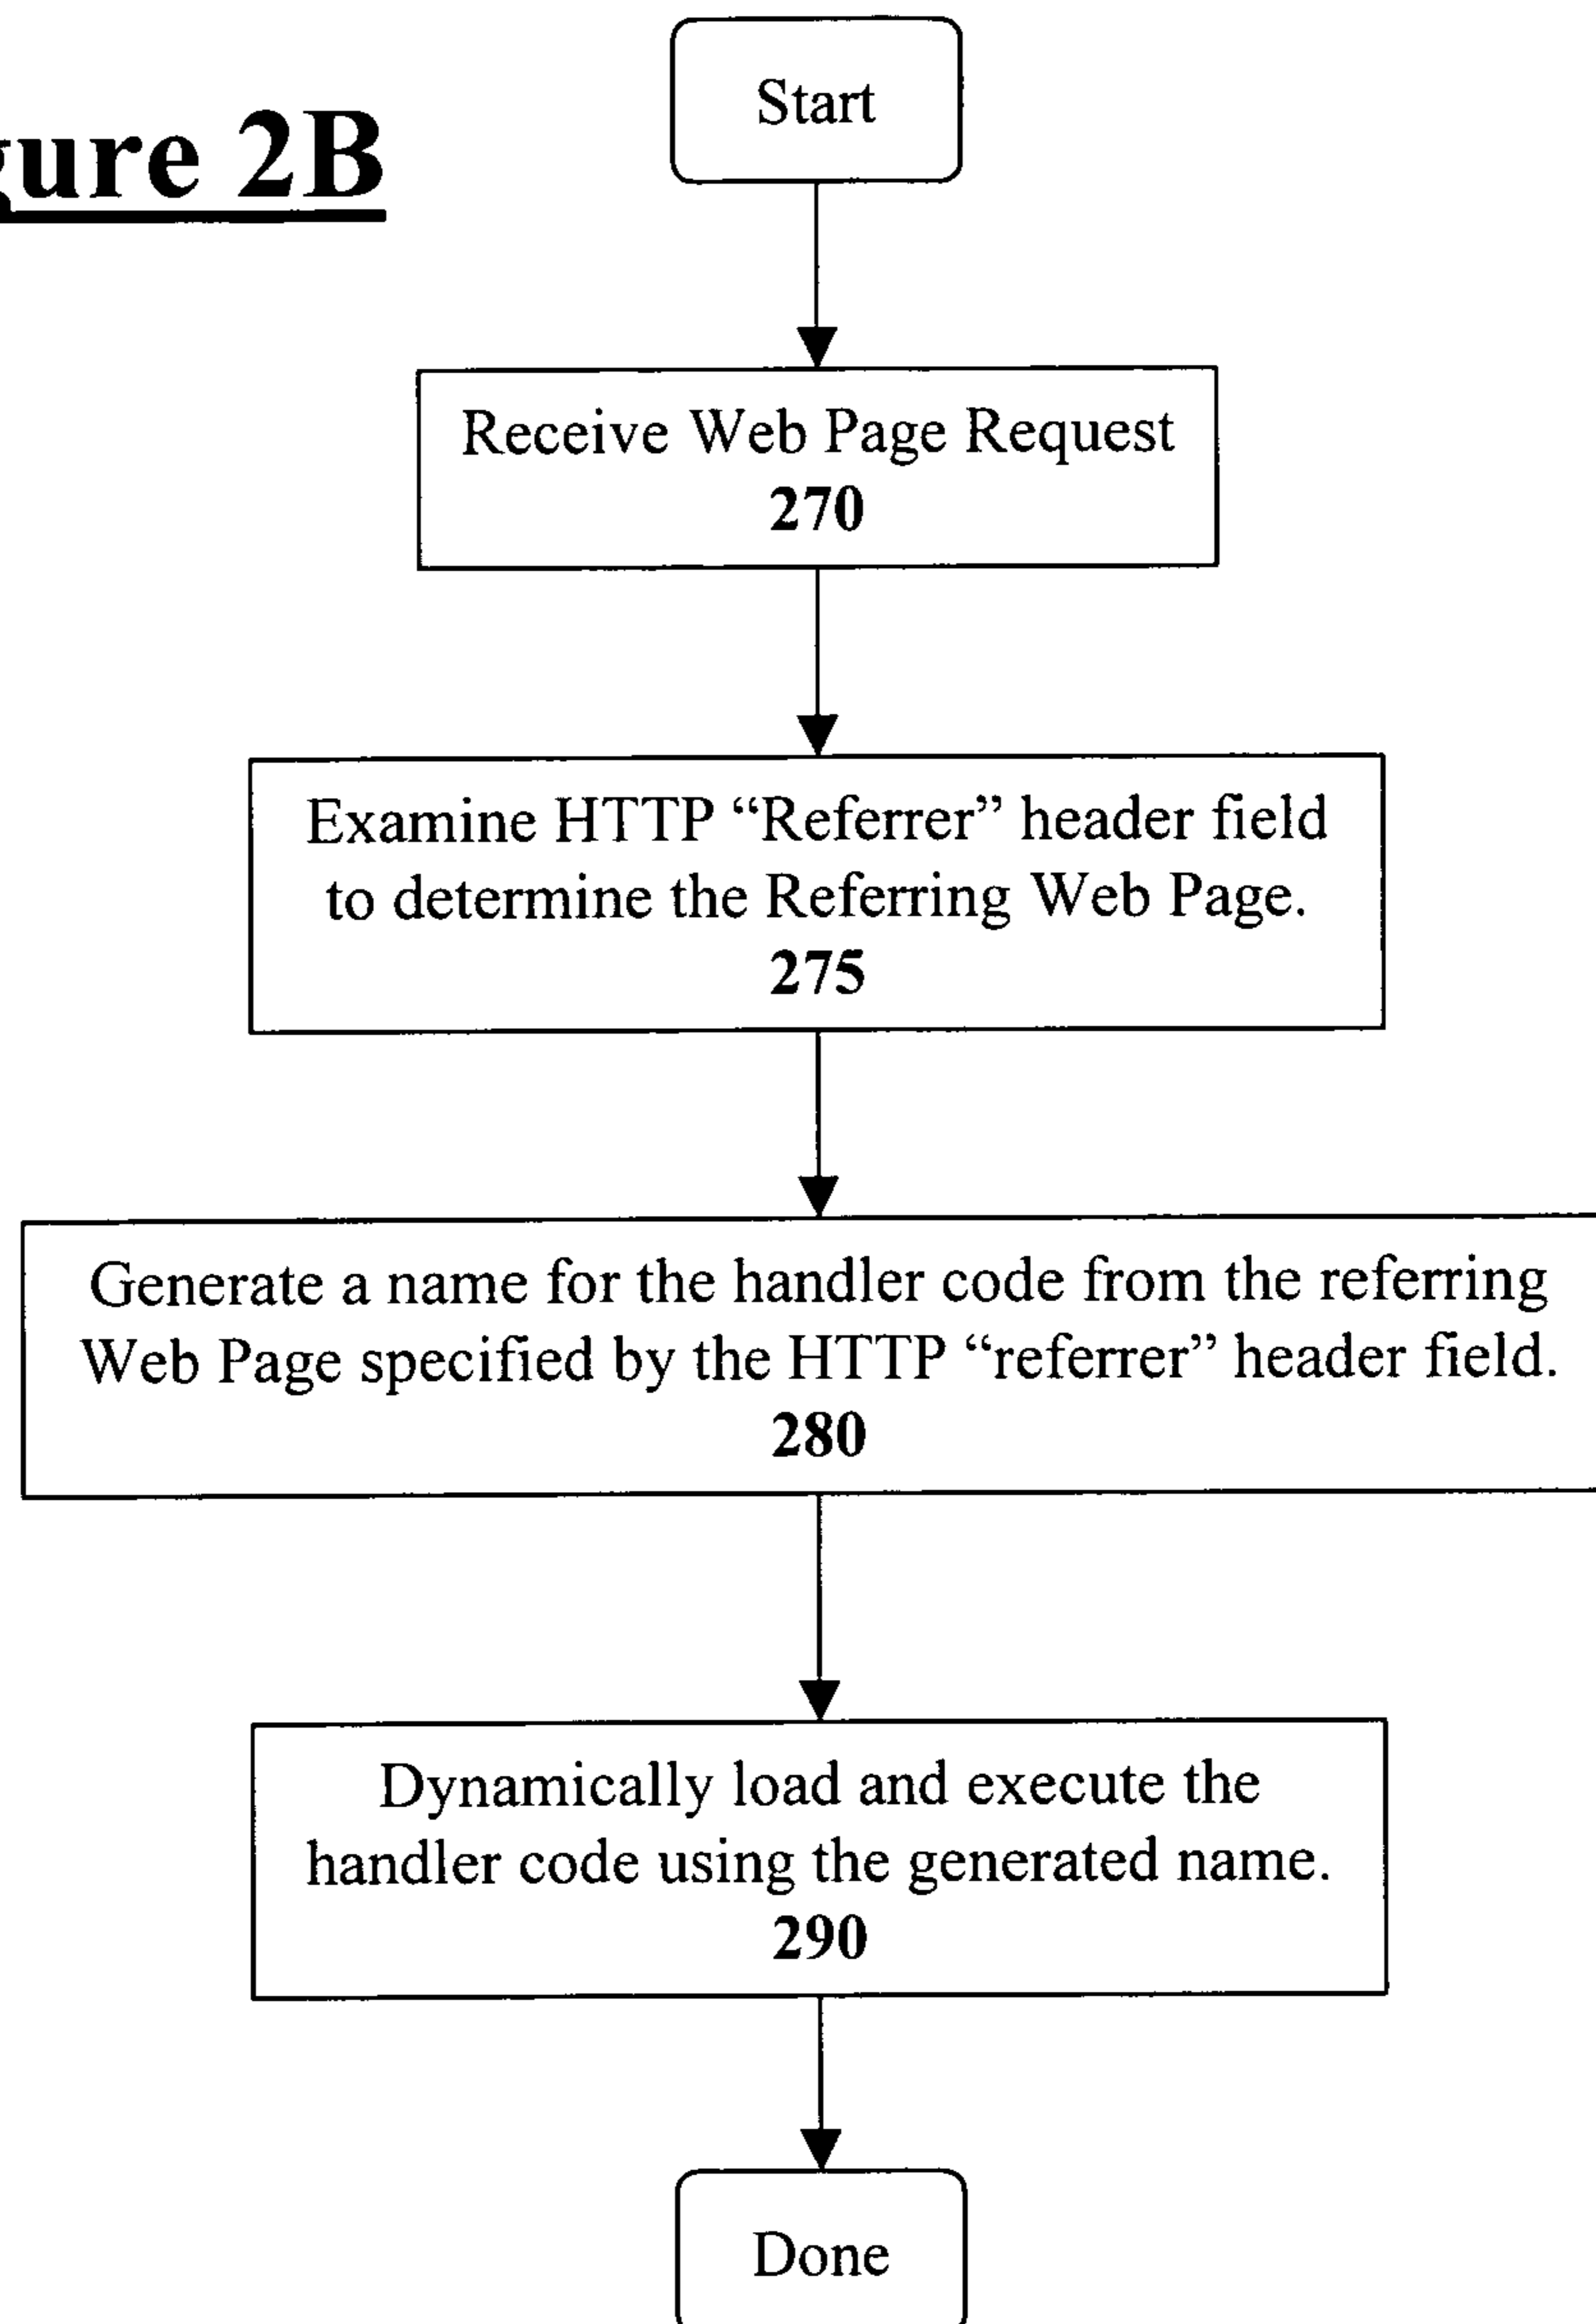 gure 2B
Start
Receive Web Page Request
270
Examine HTTP “Referrer” header field
to determine the Referring Web Page.
275
Generate a name for the handler code from the referring
Web Page specified by the HTTP “referrer” header field.
280
Dynamically load and execute the
handler code using the generated name.
290
Done